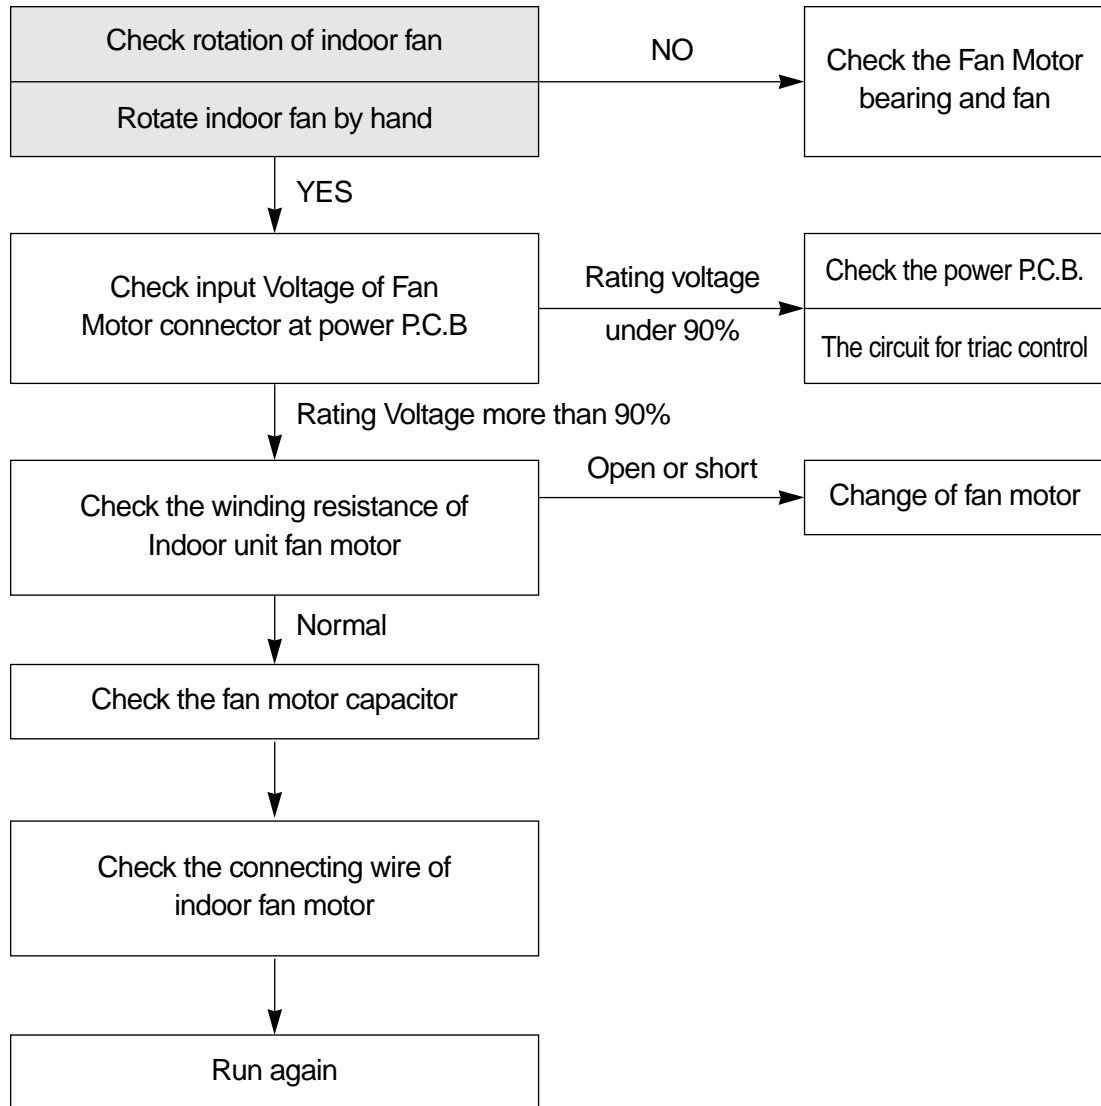 Check rotation of indoor fan
NO
Check the Fan Motor
bearing and fan
Rotate indoor fan by hand
YES
Check input Voltage of Fan
Motor connector at power P.C.B
Rating voltage
under 90%
Check the power P.C.B.
The circuit for triac control
Rating Voltage more than 90%
Check the winding resistance of
Indoor unit fan motor
Open or short
Change of fan motor
Normal
Check the fan motor capacitor
Check the connecting wire of
indoor fan motor
Run again